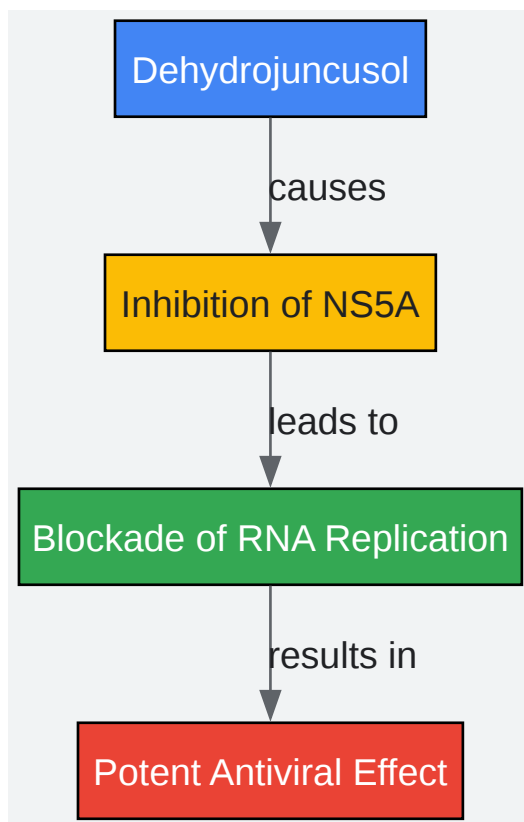 Dehydrojuncusol
causes
Inhibition of NS5A
leads to
Blockade of RNA Replication
results in
Potent Antiviral Effect